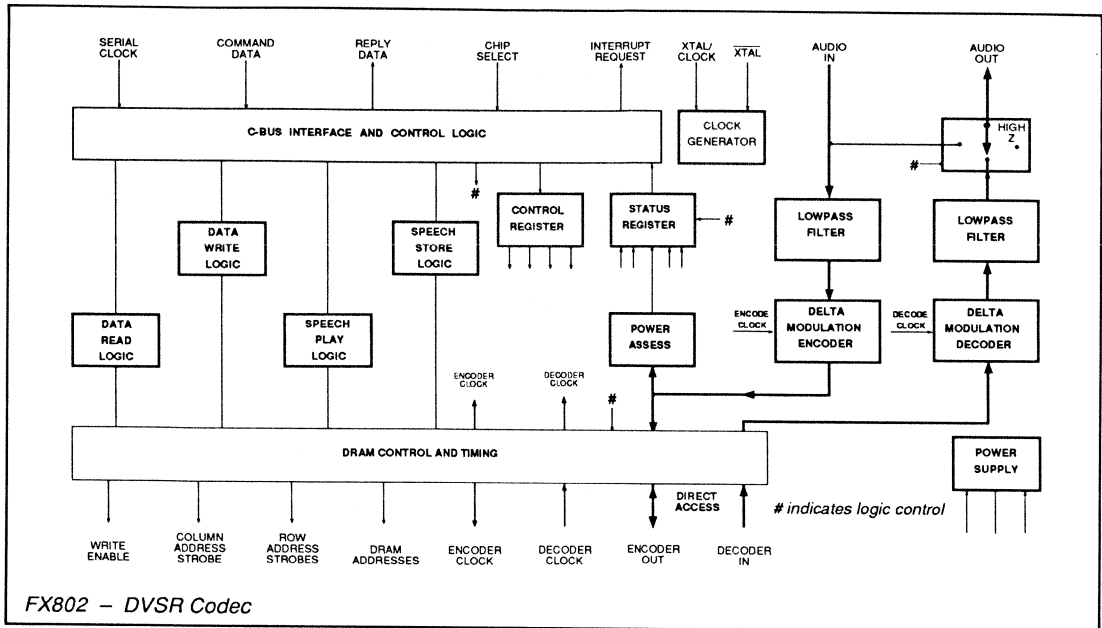 SERIAL
CLOCK
COMMAND
DATA
REPLY
DATA
CHIP
SELECT
INTERRUPT
REQUEST
XTAL/
CLOCK
XTAL
AUDIO
IN
AUDIO
OUT
C-BUS INTERFACE AND CONTROL LOGIC
CLOCK
GENERATOR
HIGH
Z
#
#
DATA
WRITE
LOGIC
SPEECH
STORE
LOGIC
CONTROL
REGISTER
STATUS
REGISTER
#
LOWPASS
FILTER
LOWPASS
FILTER
DATA
READ
LOGIC
SPEECH
PLAY
LOGIC
POWER
ASSESS
ENCODE
CLOCK
DELTA
MODULATION
ENCODER
DECODE
CLOCK
DELTA
MODULATION
DECODER
ENCODER
CLOCK
DECODER
CLOCK
#
DRAM CONTROL AND TIMING
POWER
SUPPLY
DIRECT
ACCESS
# indicates logic control
WRITE
ENABLE
COLUMN
ADDRESS
STROBE
ROW
ADDRESS
STROBES
DRAM
ADDRESSES
ENCODER
CLOCK
DECODER
CLOCK
ENCODER
OUT
DECODER
IN
FX802 – DVSR Codec